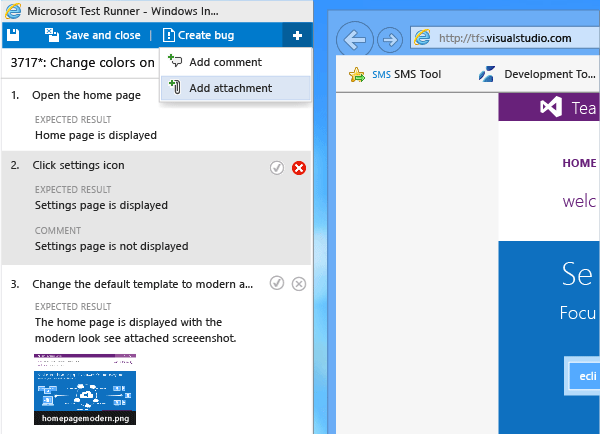 Microsoft Test Runner - Windows In...
Save and close
Create bug
3717*: Change colors on
Add comment
Add attachment
1. Open the home page
EXPECTED RESULT
Home page is displayed
2. Click settings icon
EXPECTED RESULT
Settings page is displayed
COMMENT
Settings page is not displayed
3. Change the default template to modern a...
EXPECTED RESULT
The home page is displayed with the
modern look see attached screeenshot.
homepagemodern.png
http://tfs.visualstudio.com
SMS SMS Tool
Development To...
Tea
HOME
welc
Se
Focu
ecli